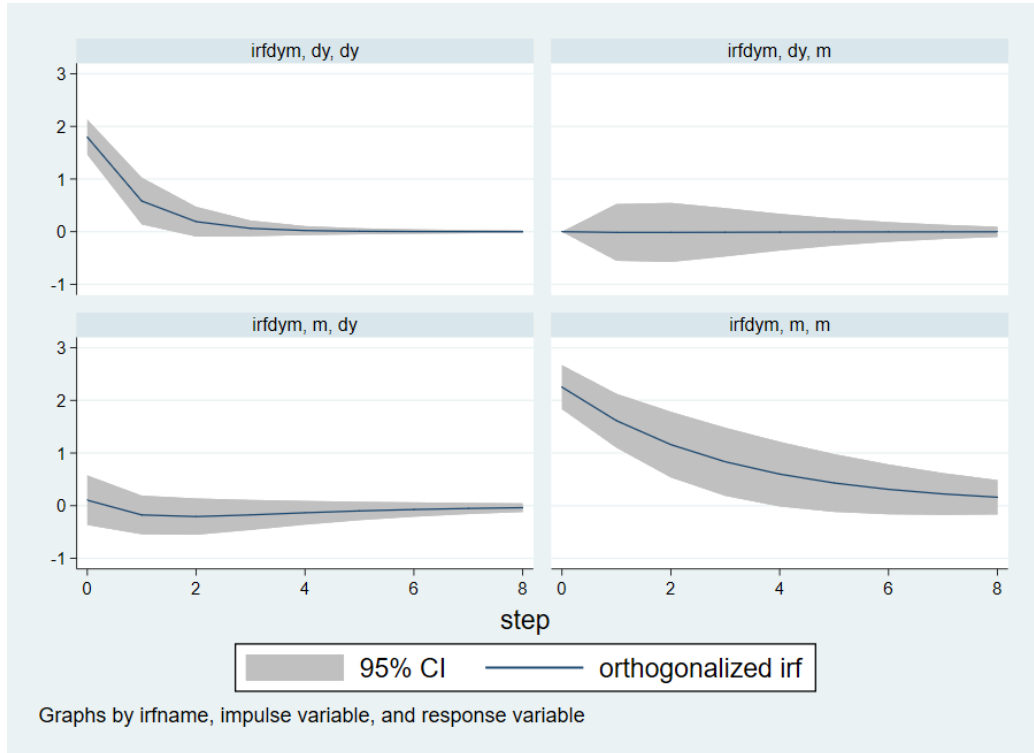 irfdym, dy, dy
irfdym, dy, m
3
2
1
0
-1
irfdym, m, dy
irfdym, m, m
3
2
1
0
-1
0 2 4 6 8
0 2 4 6 8
step
95% CI orthogonalized irf
Graphs by irfname, impulse variable, and response variable